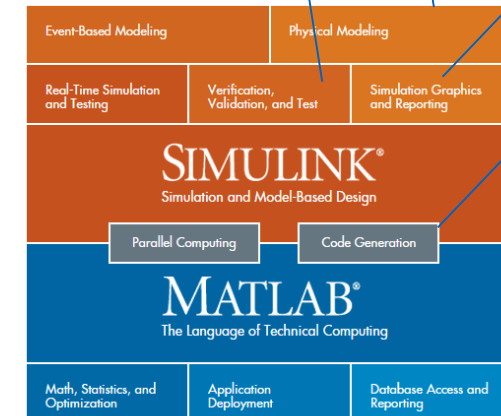 Event-Based Modeling
Physical Modeling
Real-Time Simulation
and Testing
Verification,
Validation, and Test
Simulation Graphics
and Reporting
SIMULINK®
Simulation and Model-Based Design
Parallel Computing
Code Generation
MATLAB®
The Language of Technical Computing
Math, Statistics, and
Optimization
Application
Deployment
Database Access and
Reporting